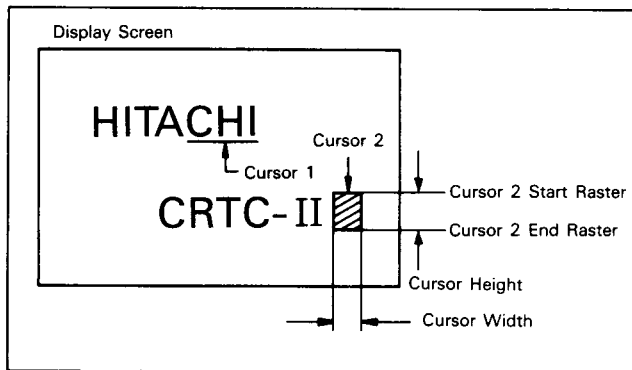 Display Screen
HITACHI
Cursor 2
Cursor 1
Cursor 2 Start Raster
CRTC-II
Cursor 2 End Raster
Cursor Height
Cursor Width